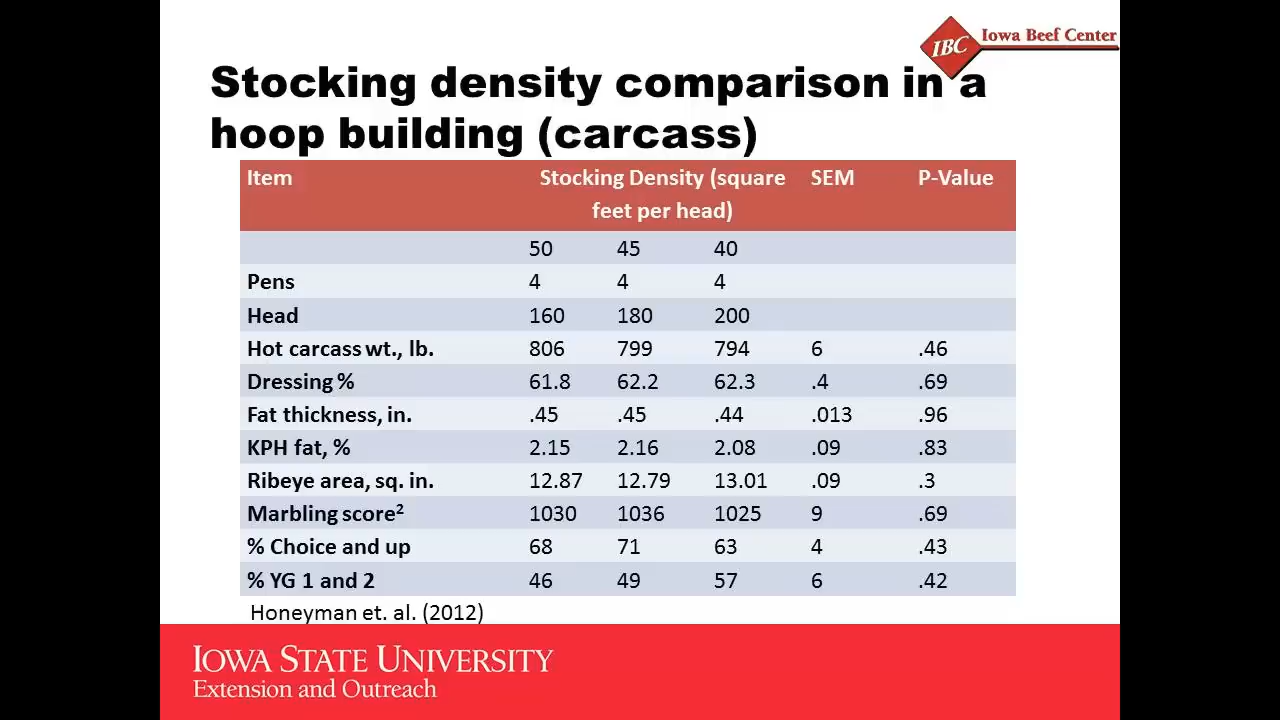 IBC Iowa Beef Center
Stocking density comparison in a
hoop building (carcass)
Item Stocking Density (square feet per head) SEM P-Value
50 45 40
Pens 4 4 4
Head 160 180 200
Hot carcass wt., lb. 806 799 794 6 .46
Dressing % 61.8 62.2 62.3 .4 .69
Fat thickness, in. .45 .45 .44 .013 .96
KPH fat, % 2.15 2.16 2.08 .09 .83
Ribeye area, sq. in. 12.87 12.79 13.01 .09 .3
Marbling score² 1030 1036 1025 9 .69
% Choice and up 68 71 63 4 .43
% YG 1 and 2 46 49 57 6 .42
Honeyman et. al. (2012)
IOWA STATE UNIVERSITY
Extension and Outreach